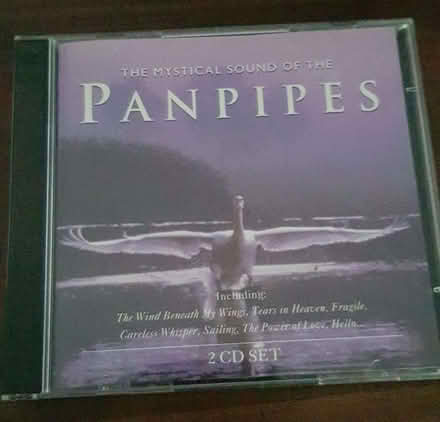 THE MYSTICAL SOUND OF THE
PANPIPES
Including:
The Wind Beneath My Wings, Tears in Heaven, Fragile,
Careless Whisper, Sailing, The Power of Love, Hello...
2 CD SET